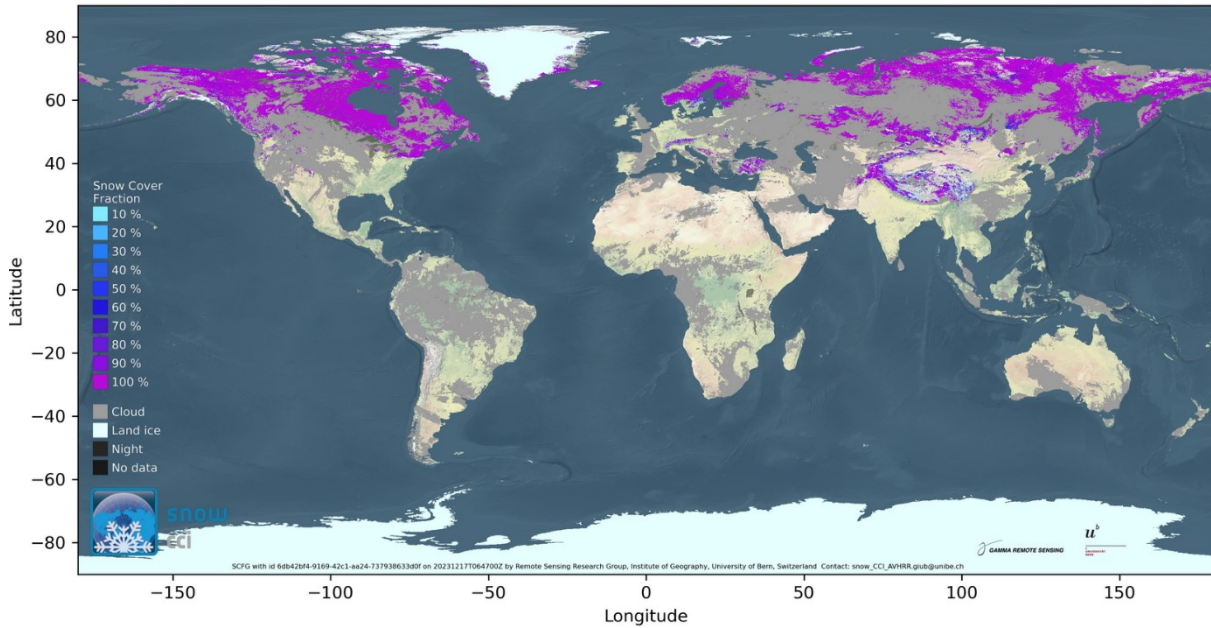 80
60
40
20
0
−20
−40
−60
−80
Latitude
Snow Cover
Fraction
10 %
20 %
30 %
40 %
50 %
60 %
70 %
80 %
90 %
100 %
Cloud
Land ice
Night
No data
snow
cci
GAMMA REMOTE SENSING
u
b
SCFG with id 6db42bf4-9169-42c1-aa24-737938633d0f on 20231217T064700Z by Remote Sensing Research Group, Institute of Geography, University of Bern, Switzerland Contact: snow_CCI_AVHRR.giub@unibe.ch
−150
−100
−50
0
50
100
150
Longitude